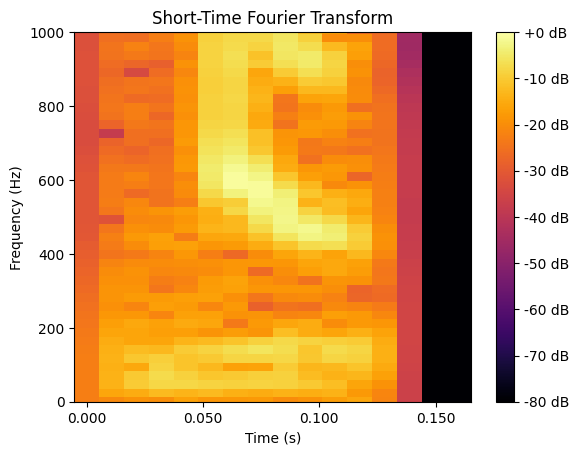 Short-Time Fourier Transform
1000
800
600
400
200
0
Frequency (Hz)
0.000
0.050
0.100
0.150
Time (s)
+0 dB
-10 dB
-20 dB
-30 dB
-40 dB
-50 dB
-60 dB
-70 dB
-80 dB